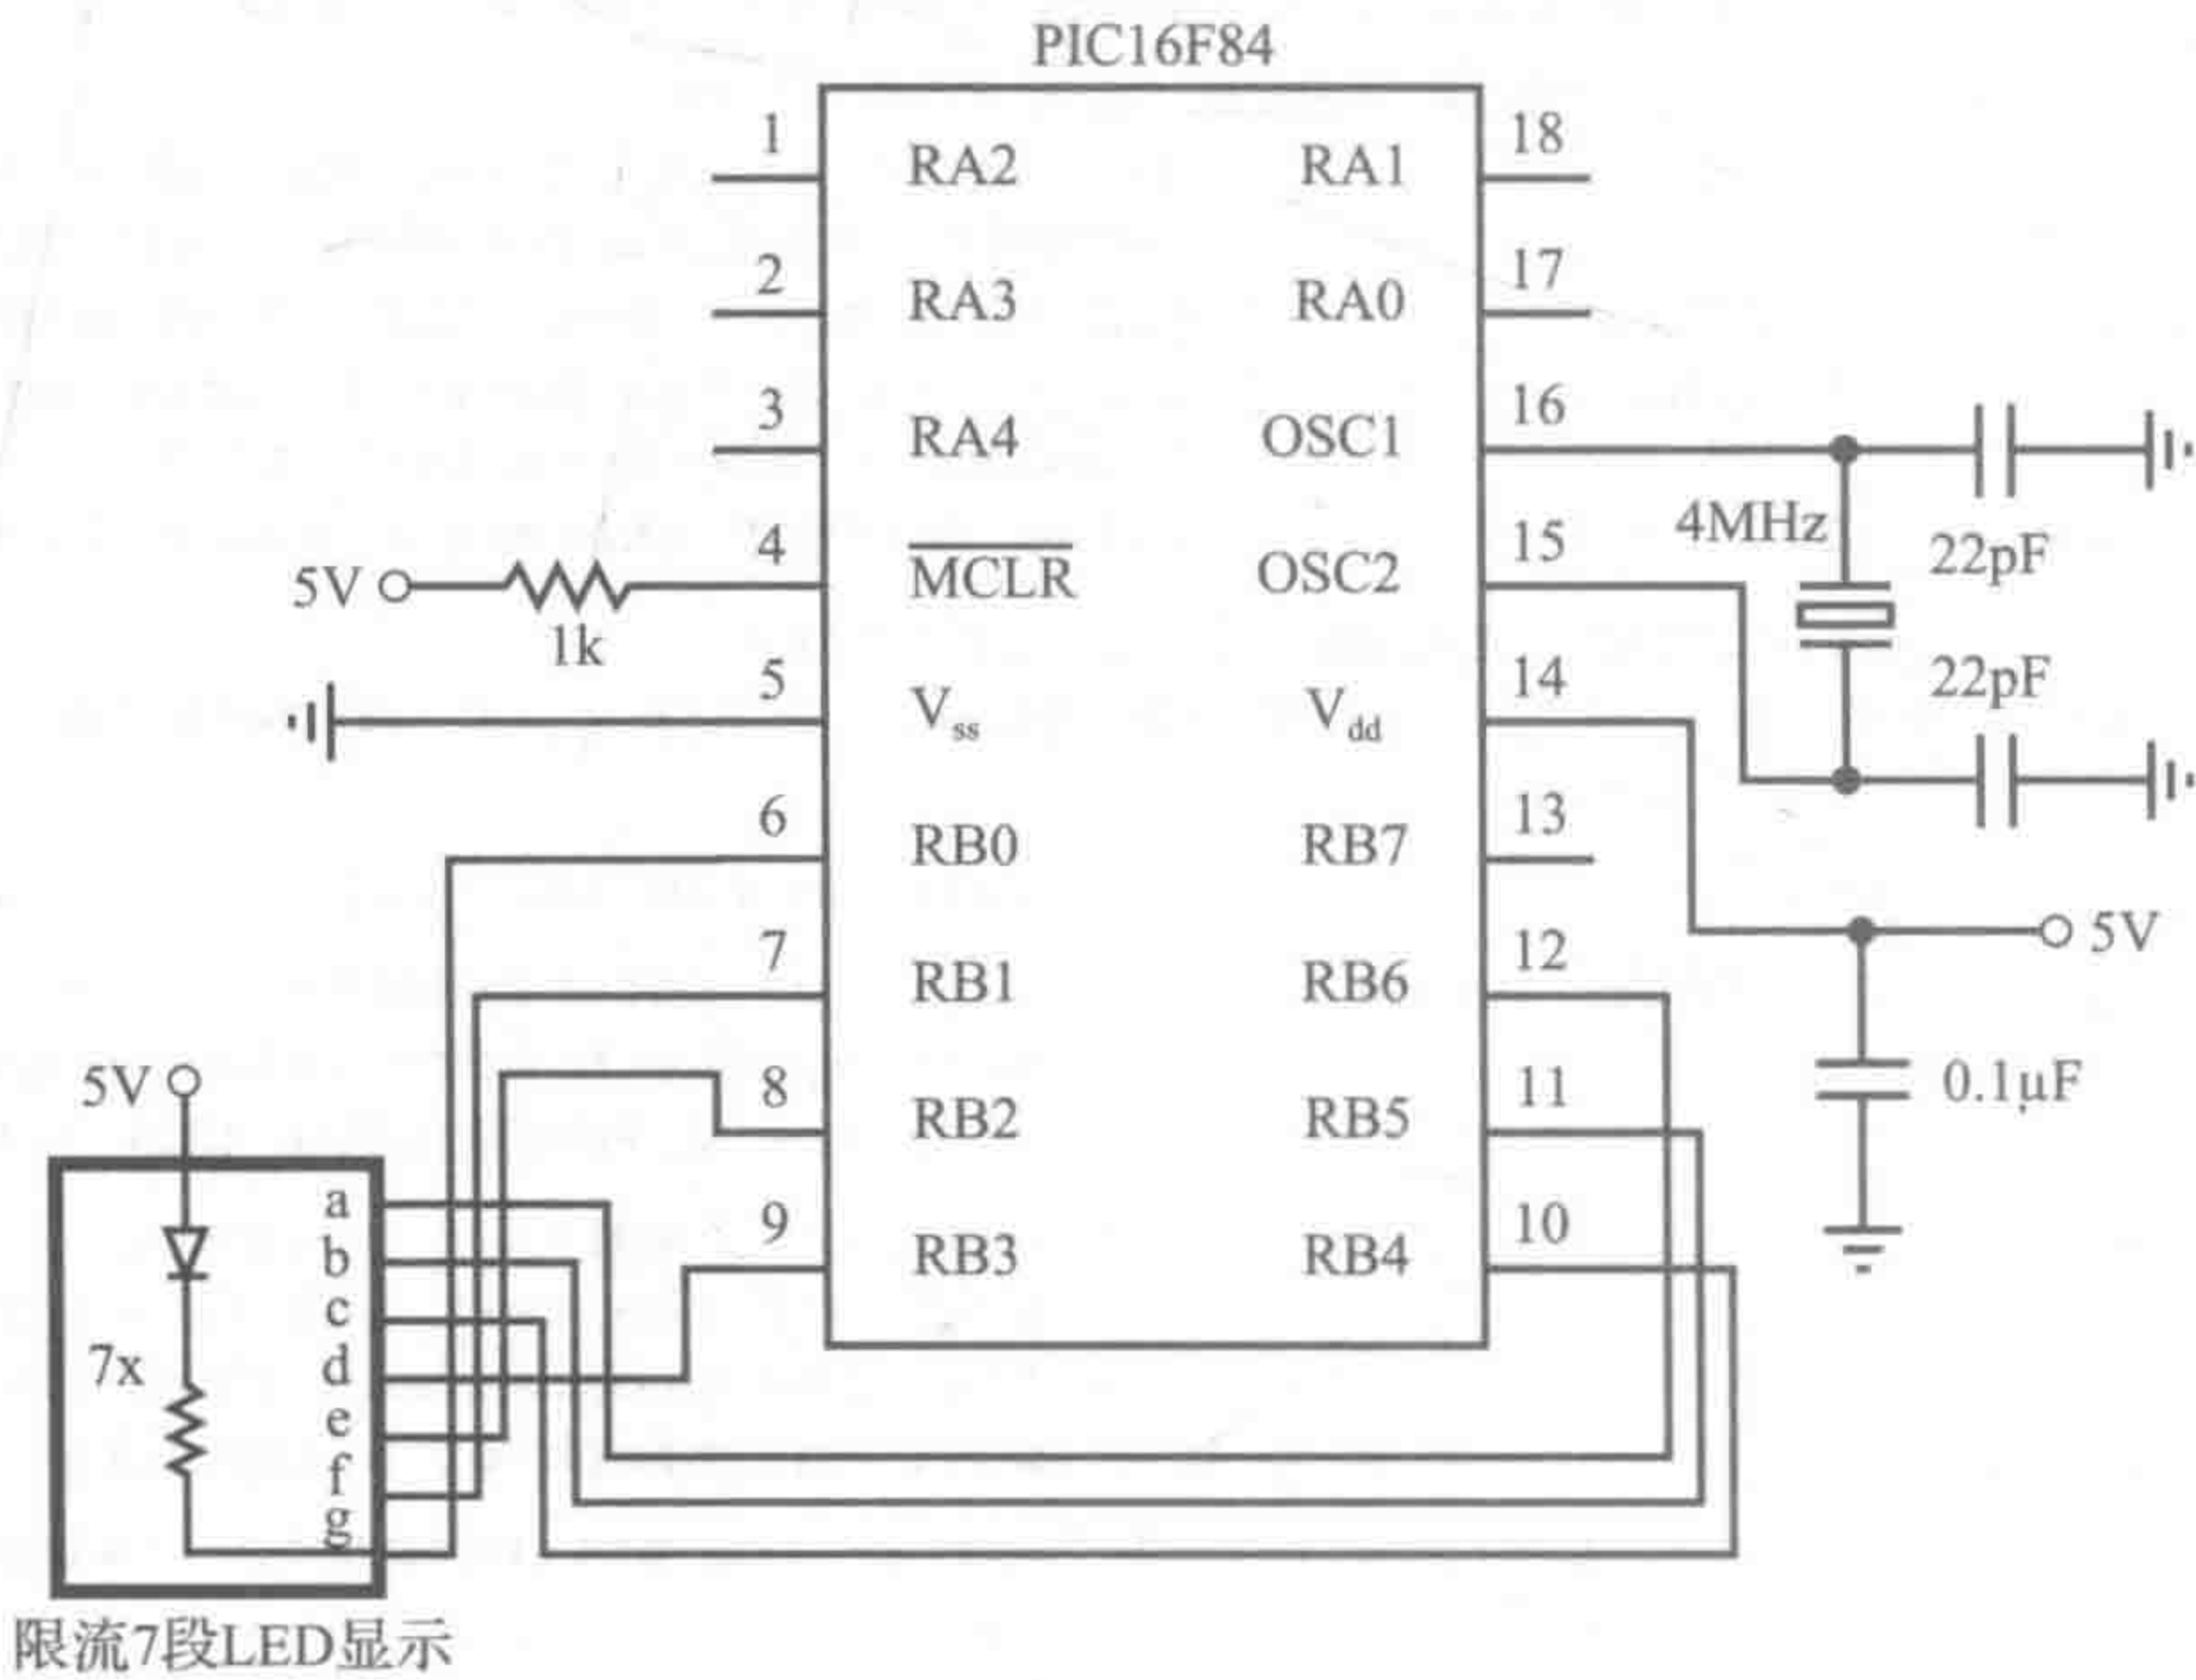 PIC16F84
1 RA2 RA1 18
2 RA3 RA0 17
3 RA4 OSC1 16
4 MCLR OSC2 15
5V 1k
4MHz 22pF
22pF
5 Vss Vdd 14
6 RB0 RB7 13
7 RB1 RB6 12
5V
8 RB2 RB5 11
0.1μF
9 RB3 RB4 10
5V
a
b
c
d
7x
e
f
g
限流7段LED显示